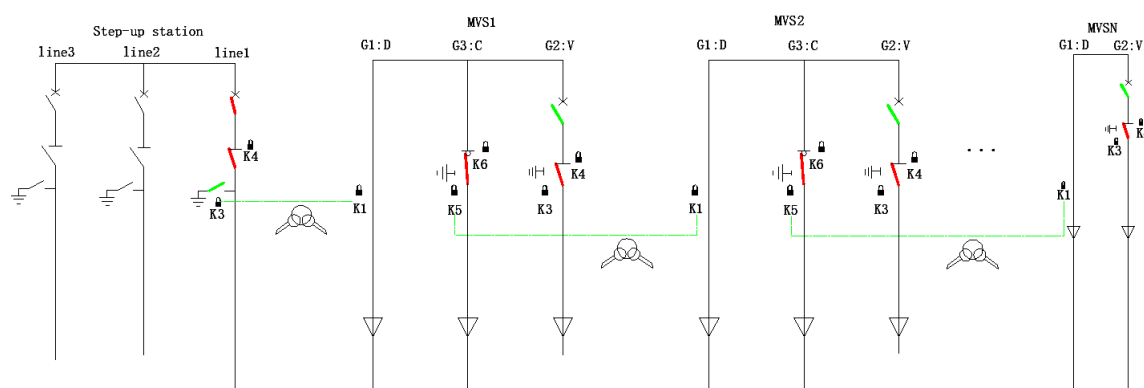 Step-up station
line3 line2 line1
MVS1
G1:D G3:C G2:V
MVS2
G1:D G3:C G2:V
MVSN
G1:D G2:V
K4
K3
K1
K6
K5
K4
K3
K1
K6
K5
K4
K3
...
K3
K1